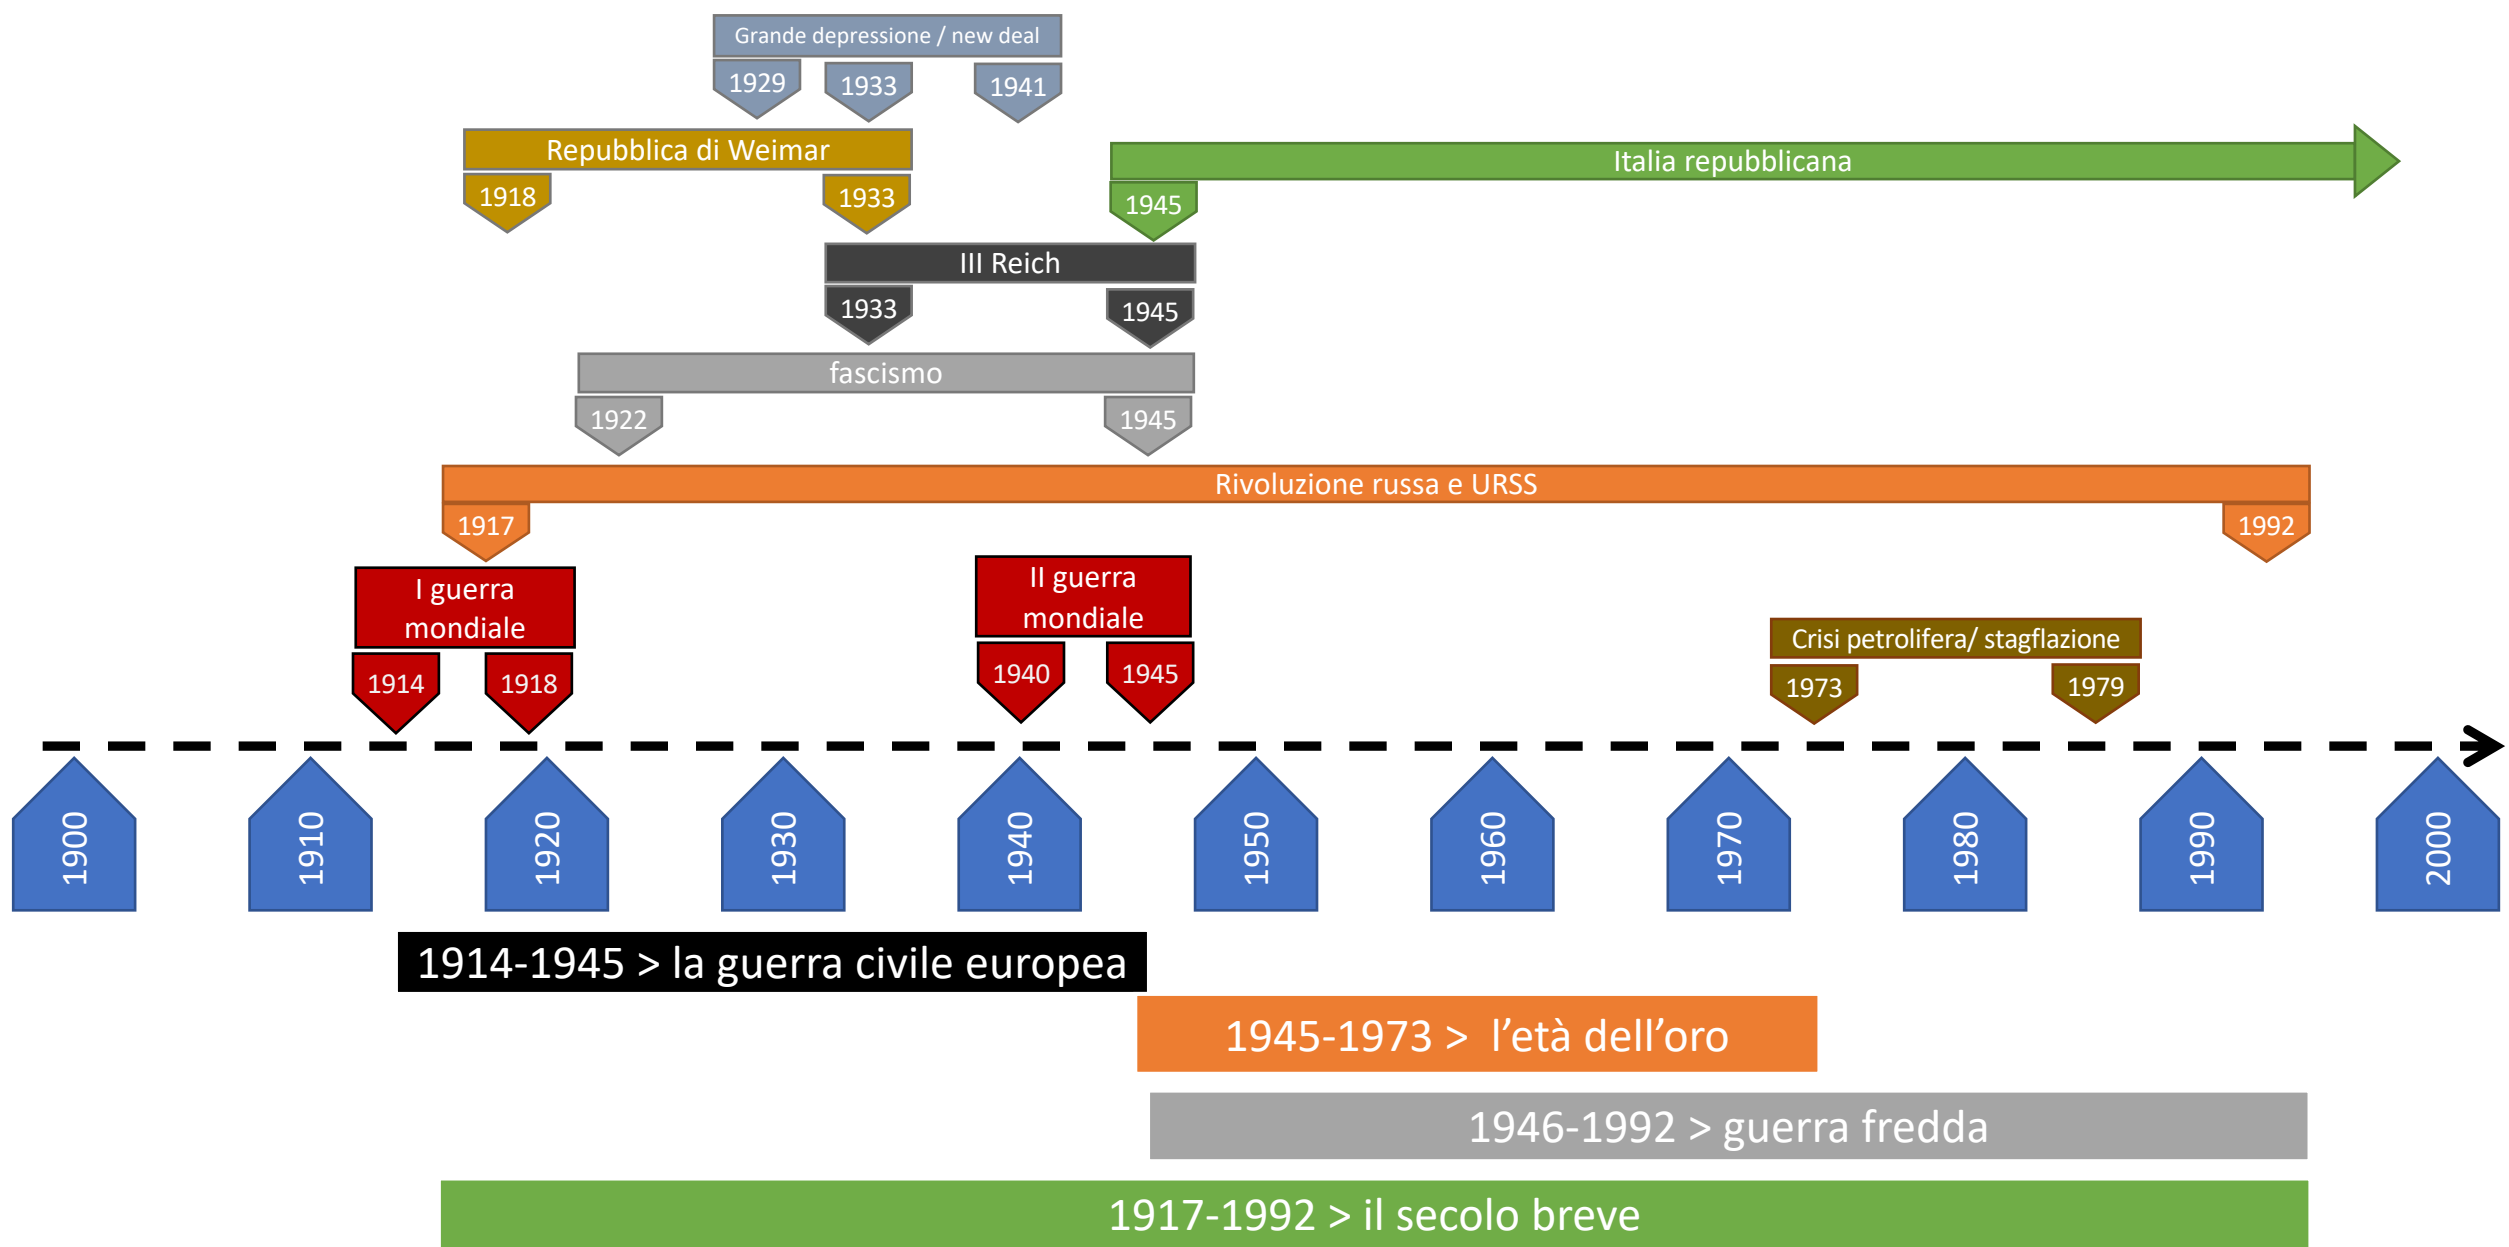 Grande depressione / new deal
1929 1933 1941
Repubblica di Weimar
Italia repubblicana
1918 1933 1945
III Reich
1933 1945
fascismo
1922 1945
Rivoluzione russa e URSS
1917 1992
I guerra
mondiale
1914 1918
II guerra
mondiale
1940 1945
Crisi petrolifera/ stagflazione
1973 1979
1900 1910 1920 1930 1940 1950 1960 1970 1980 1990 2000
1914-1945 > la guerra civile europea
1945-1973 > l’età dell’oro
1946-1992 > guerra fredda
1917-1992 > il secolo breve